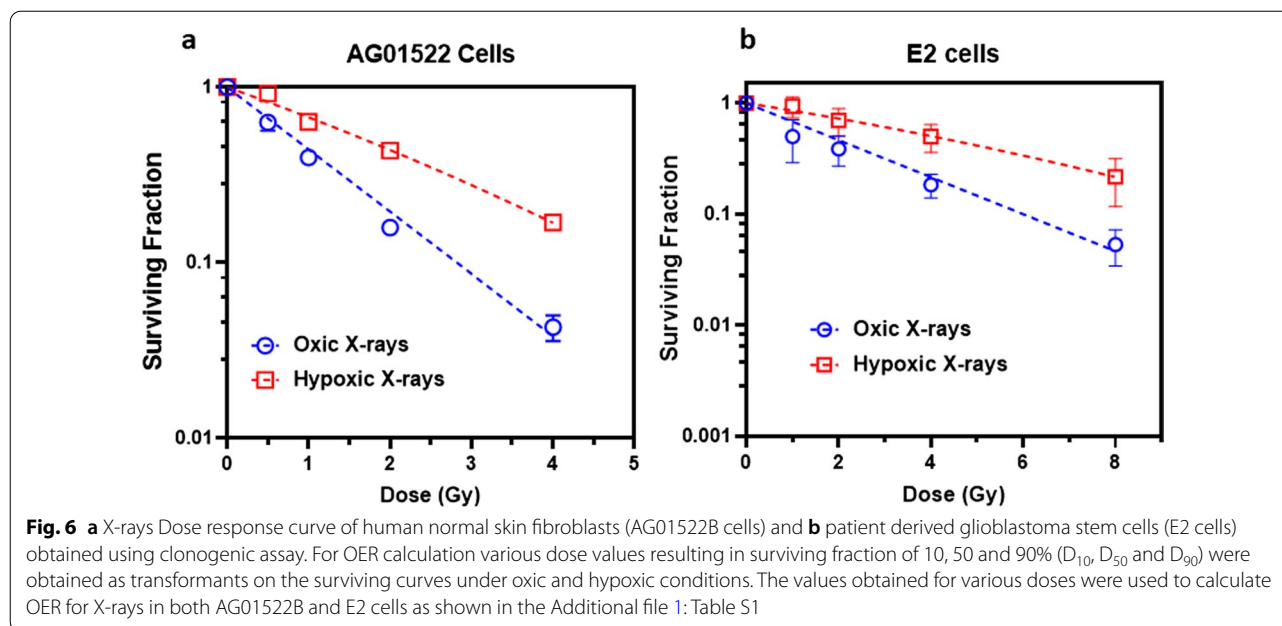 a
AG01522 Cells
1
0.1
0.01
Surviving Fraction
Oxic X-rays
Hypoxic X-rays
0 1 2 3 4 5
Dose (Gy)
b
E2 cells
1
0.1
0.01
0.001
Surviving Fraction
Oxic X-rays
Hypoxic X-rays
0 2 4 6 8
Dose (Gy)
Fig. 6 a X-rays Dose response curve of human normal skin fibroblasts (AG01522B cells) and b patient derived glioblastoma stem cells (E2 cells)
obtained using clonogenic assay. For OER calculation various dose values resulting in surviving fraction of 10, 50 and 90% (D10, D50 and D90) were
obtained as transformants on the surviving curves under oxic and hypoxic conditions. The values obtained for various doses were used to calculate
OER for X-rays in both AG01522B and E2 cells as shown in the Additional file 1: Table S1